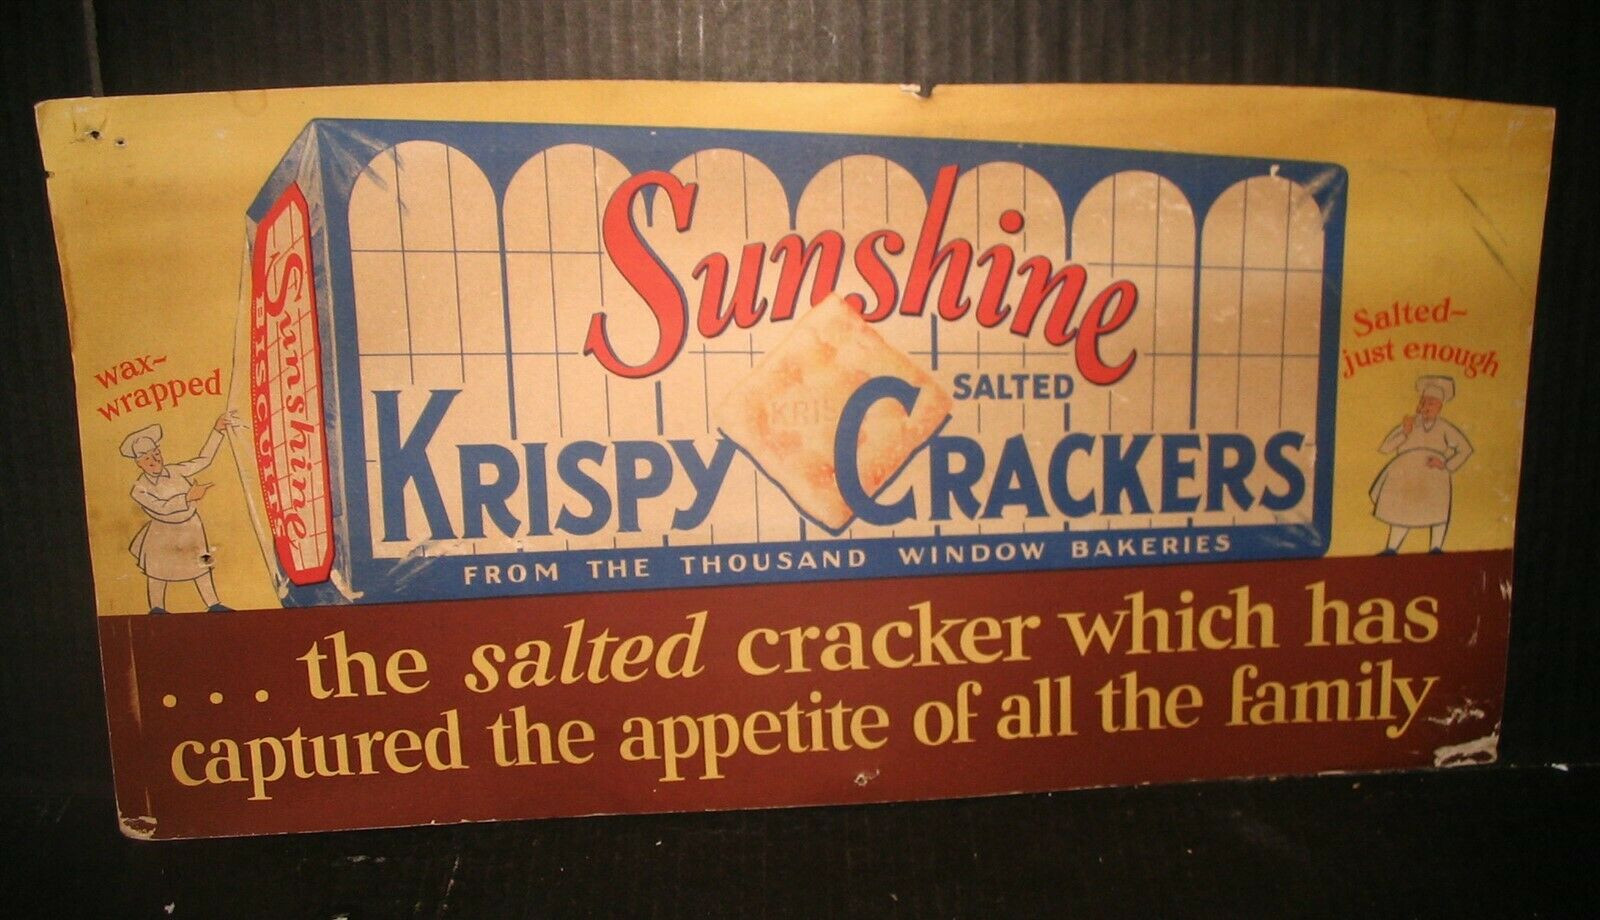 Sunshine
SALTED
KRISPY CRACKERS
FROM THE THOUSAND WINDOW BAKERIES
Sunshine
BISCUITS
wax~
wrapped
Salted~
just enough
KRIS
. . . the salted cracker which has
captured the appetite of all the family